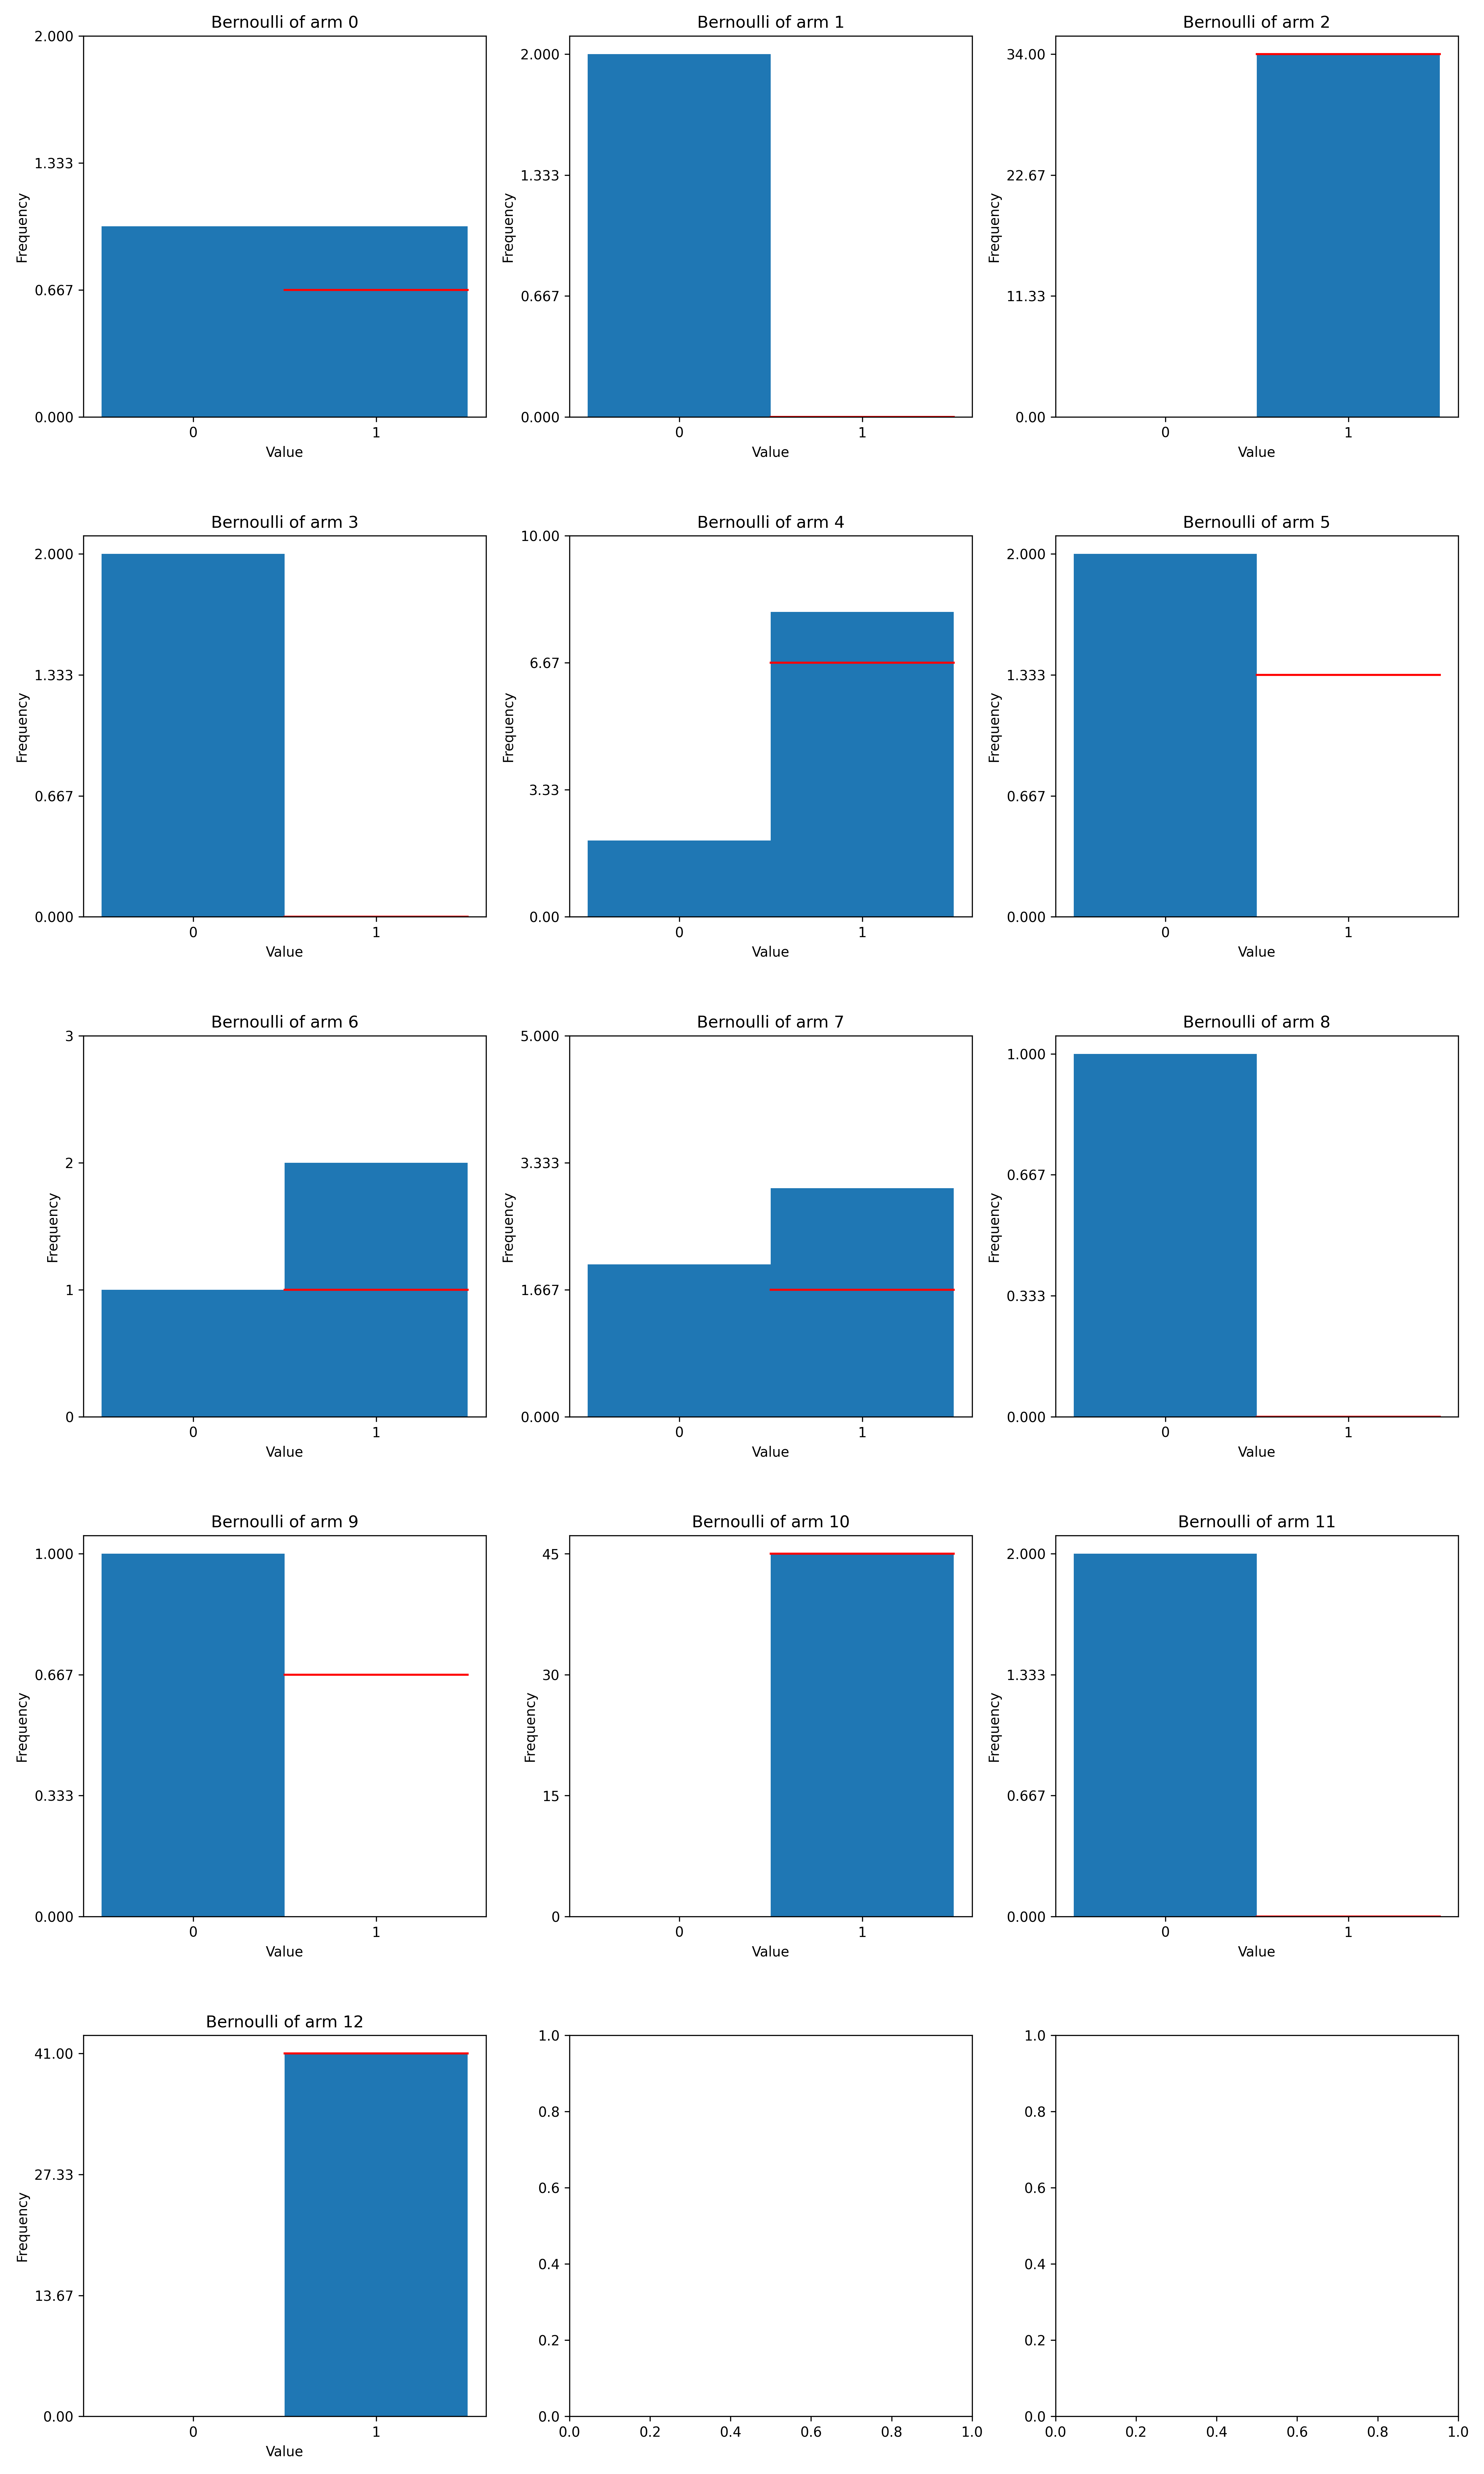 Bernoulli of arm 0
2.000
1.333
0.667
0.000
Frequency
0 1
Value
Bernoulli of arm 1
2.000
1.333
0.667
0.000
Frequency
0 1
Value
Bernoulli of arm 2
34.00
22.67
11.33
0.00
Frequency
0 1
Value
Bernoulli of arm 3
2.000
1.333
0.667
0.000
Frequency
0 1
Value
Bernoulli of arm 4
10.00
6.67
3.33
0.00
Frequency
0 1
Value
Bernoulli of arm 5
2.000
1.333
0.667
0.000
Frequency
0 1
Value
Bernoulli of arm 6
3
2
1
0
Frequency
0 1
Value
Bernoulli of arm 7
5.000
3.333
1.667
0.000
Frequency
0 1
Value
Bernoulli of arm 8
1.000
0.667
0.333
0.000
Frequency
0 1
Value
Bernoulli of arm 9
1.000
0.667
0.333
0.000
Frequency
0 1
Value
Bernoulli of arm 10
45
30
15
0
Frequency
0 1
Value
Bernoulli of arm 11
2.000
1.333
0.667
0.000
Frequency
0 1
Value
Bernoulli of arm 12
41.00
27.33
13.67
0.00
Frequency
0 1
Value
1.0
0.8
0.6
0.4
0.2
0.0
0.0 0.2 0.4 0.6 0.8 1.0
1.0
0.8
0.6
0.4
0.2
0.0
0.0 0.2 0.4 0.6 0.8 1.0